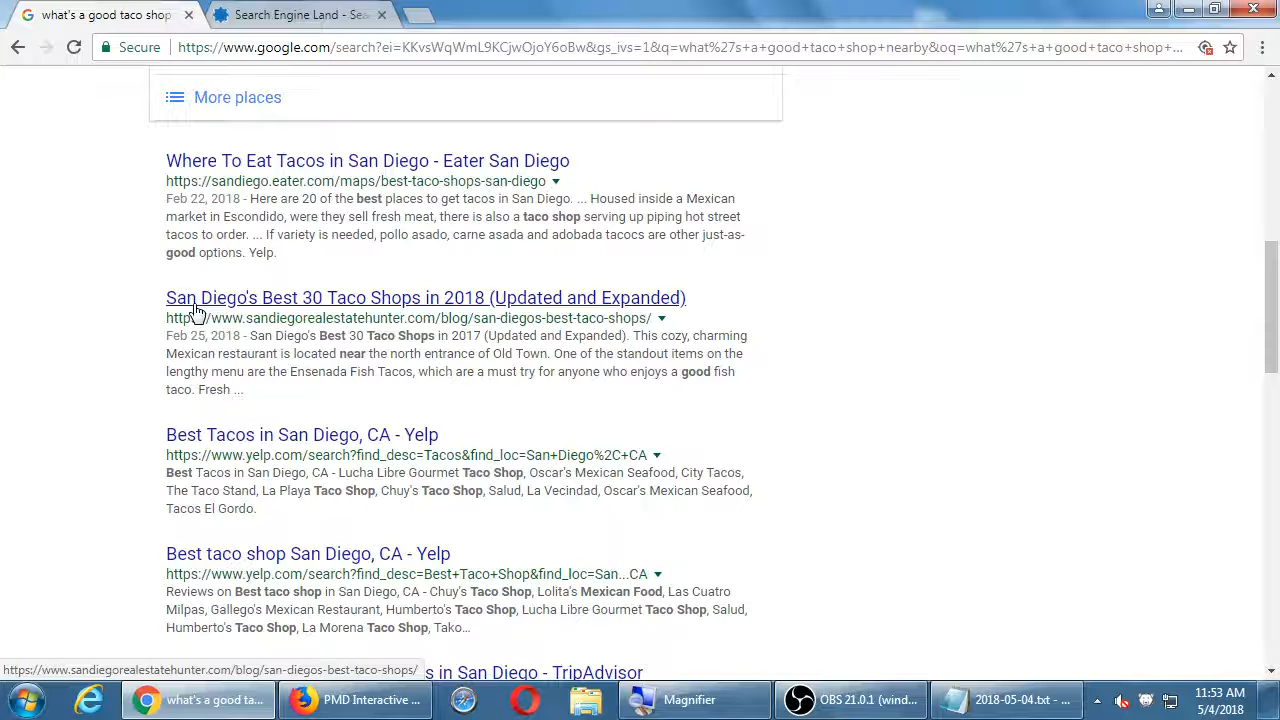 what's a good taco shop
Search Engine Land - Sea
Secure
https://www.google.com/search?ei=KKvsWqWmL9KCjwOjoY6oBw&gs_ivs=1&q=what%27s+a+good+taco+shop+nearby&oq=what%27s+a+good+taco+shop+...
More places
Where To Eat Tacos in San Diego - Eater San Diego
https://sandiego.eater.com/maps/best-taco-shops-san-diego
Feb 22, 2018 - Here are 20 of the best places to get tacos in San Diego. ... Housed inside a Mexican
market in Escondido, were they sell fresh meat, there is also a taco shop serving up piping hot street
tacos to order. ... If variety is needed, pollo asado, carne asada and adobada tacocs are other just-as-
good options. Yelp.
San Diego's Best 30 Taco Shops in 2018 (Updated and Expanded)
https://www.sandiegorealestatehunter.com/blog/san-diegos-best-taco-shops/
Feb 25, 2018 - San Diego's Best 30 Taco Shops in 2017 (Updated and Expanded). This cozy, charming
Mexican restaurant is located near the north entrance of Old Town. One of the standout items on the
lengthy menu are the Ensenada Fish Tacos, which are a must try for anyone who enjoys a good fish
taco. Fresh ...
Best Tacos in San Diego, CA - Yelp
https://www.yelp.com/search?find_desc=Tacos&find_loc=San+Diego%2C+CA
Best Tacos in San Diego, CA - Lucha Libre Gourmet Taco Shop, Oscar's Mexican Seafood, City Tacos,
The Taco Stand, La Playa Taco Shop, Chuy's Taco Shop, Salud, La Vecindad, Oscar's Mexican Seafood,
Tacos El Gordo.
Best taco shop San Diego, CA - Yelp
https://www.yelp.com/search?find_desc=Best+Taco+Shop&find_loc=San...CA
Reviews on Best taco shop in San Diego, CA - Chuy's Taco Shop, Lolita's Mexican Food, Las Cuatro
Milpas, Gallego's Mexican Restaurant, Humberto's Taco Shop, Lucha Libre Gourmet Taco Shop, Salud,
Humberto's Taco Shop, La Morena Taco Shop, Tako...
s in San Diego - TripAdvisor
https://www.sandiegorealestatehunter.com/blog/san-diegos-best-taco-shops/
what's a good ta...
PMD Interactive ...
Magnifier
OBS 21.0.1 (wind...
2018-05-04.txt - ...
11:53 AM
5/4/2018